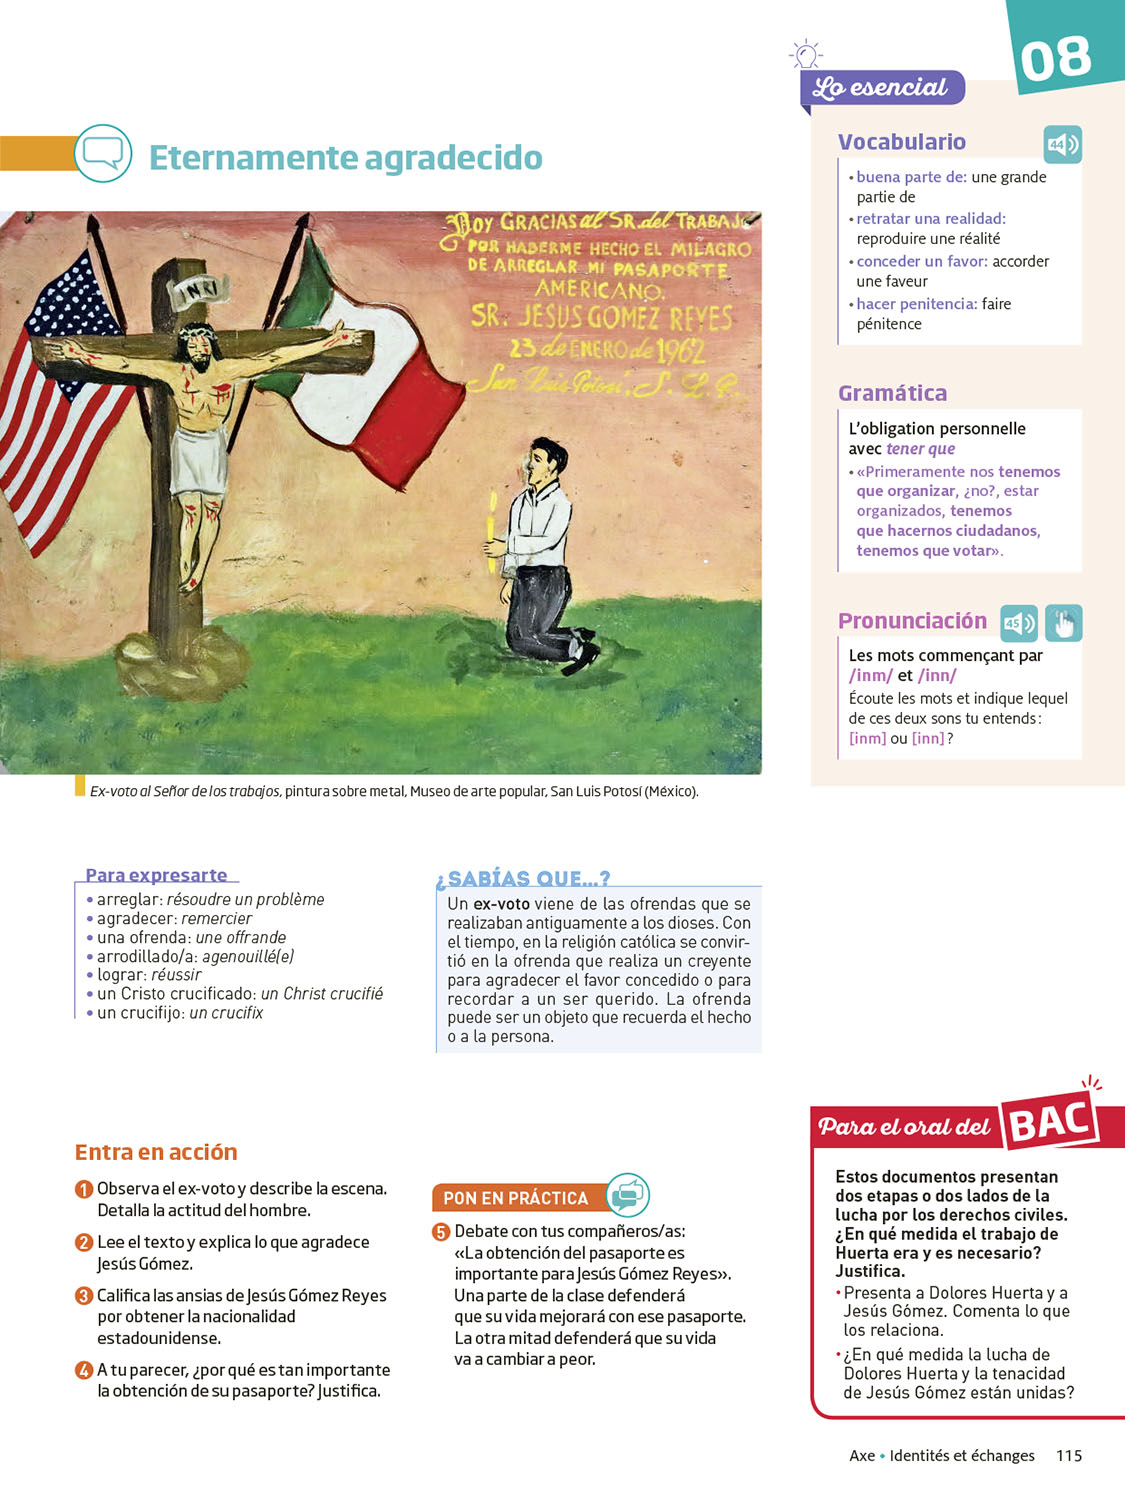 08
Lo esencial
Eternamente agradecido
INRI
Doy GRACIAS al SR. del TRABAJO
POR HABERME HECHO EL MILAGRO
DE ARREGLAR MI PASAPORTE
AMERICANO.
SR. JESUS GOMEZ REYES
23 de ENERO de 1962
San Luis Potosí, S. L. P.
Ex-voto al Señor de los trabajos, pintura sobre metal, Museo de arte popular, San Luis Potosí (México).
Vocabulario
44
• buena parte de: une grande
partie de
• retratar una realidad:
reproduire une réalité
• conceder un favor: accorder
une faveur
• hacer penitencia: faire
pénitence
Gramática
L’obligation personnelle
avec tener que
• «Primeramente nos tenemos
que organizar, ¿no?, estar
organizados, tenemos
que hacernos ciudadanos,
tenemos que votar».
Pronunciación
45
Les mots commençant par
/inm/ et /inn/
Écoute les mots et indique lequel
de ces deux sons tu entends :
[inm] ou [inn] ?
Para expresarte
• arreglar: résoudre un problème
• agradecer: remercier
• una ofrenda: une offrande
• arrodillado/a: agenouillé(e)
• lograr: réussir
• un Cristo crucificado: un Christ crucifié
• un crucifijo: un crucifix
¿SABÍAS QUE...?
Un ex-voto viene de las ofrendas que se
realizaban antiguamente a los dioses. Con
el tiempo, en la religión católica se convir-
tió en la ofrenda que realiza un creyente
para agradecer el favor concedido o para
recordar a un ser querido. La ofrenda
puede ser un objeto que recuerda el hecho
o a la persona.
Entra en acción
1 Observa el ex-voto y describe la escena.
Detalla la actitud del hombre.
2 Lee el texto y explica lo que agradece
Jesús Gómez.
3 Califica las ansias de Jesús Gómez Reyes
por obtener la nacionalidad
estadounidense.
4 A tu parecer, ¿por qué es tan importante
la obtención de su pasaporte? Justifica.
PON EN PRÁCTICA
5 Debate con tus compañeros/as:
«La obtención del pasaporte es
importante para Jesús Gómez Reyes».
Una parte de la clase defenderá
que su vida mejorará con ese pasaporte.
La otra mitad defenderá que su vida
va a cambiar a peor.
Para el oral del BAC
Estos documentos presentan
dos etapas o dos lados de la
lucha por los derechos civiles.
¿En qué medida el trabajo de
Huerta era y es necesario?
Justifica.
• Presenta a Dolores Huerta y a
Jesús Gómez. Comenta lo que
los relaciona.
• ¿En qué medida la lucha de
Dolores Huerta y la tenacidad
de Jesús Gómez están unidas?
Axe • Identités et échanges 115